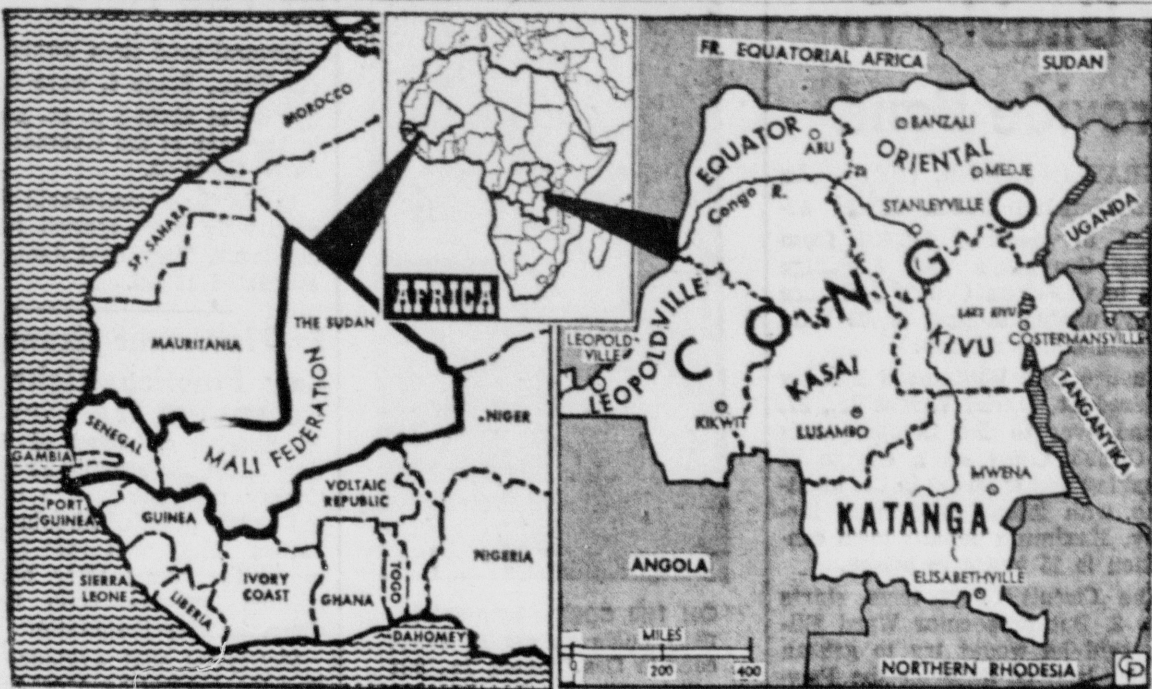 MOROCCO
SP. SAHARA
MAURITANIA
THE SUDAN
MALI FEDERATION
SENEGAL
GAMBIA
PORT.
GUINEA
GUINEA
SIERRA
LEONE
LIBERIA
IVORY
COAST
VOLTAIC
REPUBLIC
GHANA
TOGO
DAHOMEY
NIGER
NIGERIA
AFRICA
FR. EQUATORIAL AFRICA
SUDAN
EQUATOR
ABU
BANZALI
ORIENTAL
MEDJE
Congo R.
STANLEYVILLE
UGANDA
CONGO
LEOPOLDVILLE
LEOPOLD-
VILLE
KIKWIT
KASAI
LUSAMBO
LAKE KIVU
KIVU
COSTERMANSVILLE
TANGANYIKA
MWENA
KATANGA
ELISABETHVILLE
ANGOLA
MILES
0 200 400
NORTHERN RHODESIA
CP